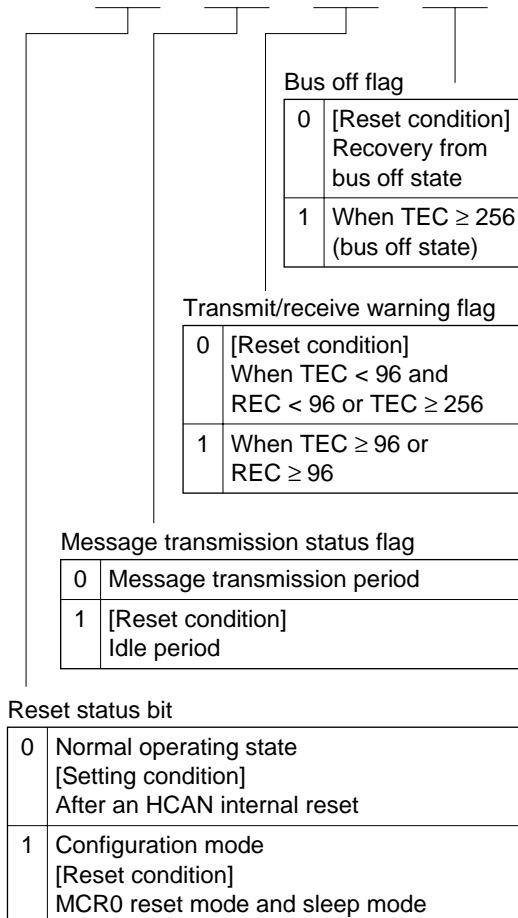 Bus off flag
0 [Reset condition]
Recovery from
bus off state
1 When TEC ≥ 256
(bus off state)
Transmit/receive warning flag
0 [Reset condition]
When TEC < 96 and
REC < 96 or TEC ≥ 256
1 When TEC ≥ 96 or
REC ≥ 96
Message transmission status flag
0 Message transmission period
1 [Reset condition]
Idle period
Reset status bit
0 Normal operating state
[Setting condition]
After an HCAN internal reset
1 Configuration mode
[Reset condition]
MCR0 reset mode and sleep mode